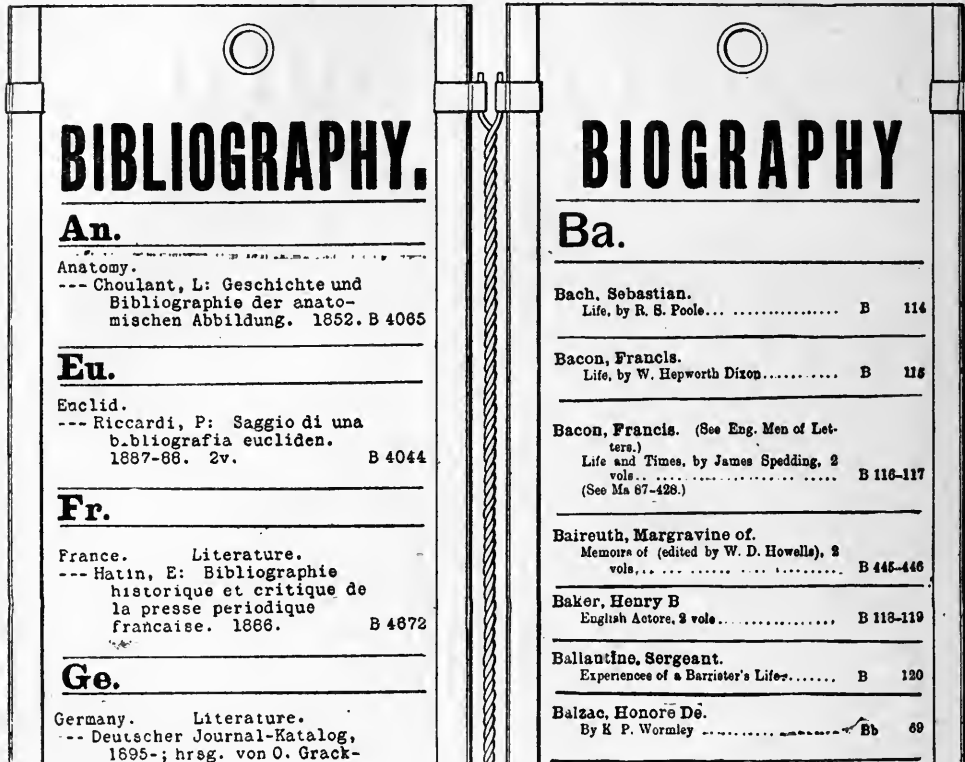 BIBLIOGRAPHY.
An.
Anatomy.
--- Choulant, L: Geschichte und
Bibliographie der anato-
mischen Abbildung. 1852. B 4065
Eu.
Euclid.
--- Riccardi, P: Saggio di una
b.bliografia eucliden.
1887-88. 2v. B 4044
Fr.
France. Literature.
--- Hatin, E: Bibliographie
historique et critique de
la presse periodique
francaise. 1866. B 4672
Ge.
Germany. Literature.
--- Deutscher Journal-Katalog,
1895-; hrsg. von O. Grack-
BIOGRAPHY
Ba.
Bach, Sebastian.
Life, by R. S. Poole... ................. B 114
Bacon, Francis.
Life, by W. Hepworth Dixon........... B 115
Bacon, Francis. (See Eng. Men of Let-
ters.)
Life and Times, by James Spedding, 2
vols.. .... .................. ..... B 116-117
(See Ma 87-428.)
Baireuth, Margravine of.
Memoirs of (edited by W. D. Howells), 2
vols,.. .. ........ .... .......... B 445-446
Baker, Henry B
English Actore, 2 vols................. B 118-119
Ballantine, Sergeant.
Experiences of a Barrister's Life....... B 120
Balzac, Honore De.
By K P. Wormley .................... Bb 69